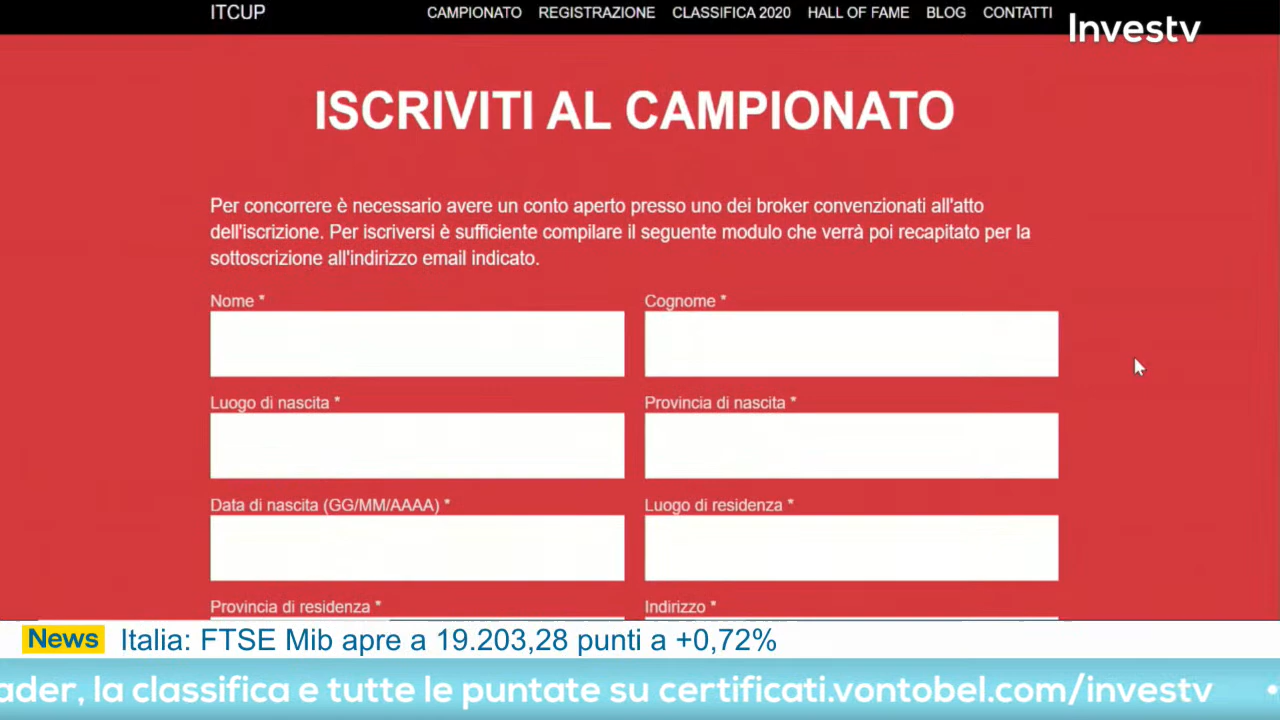 ITCUP CAMPIONATO REGISTRAZIONE CLASSIFICA 2020 HALL OF FAME BLOG CONTATTI
Investv
ISCRIVITI AL CAMPIONATO
Per concorrere è necessario avere un conto aperto presso uno dei broker convenzionati all'atto
dell'iscrizione. Per iscriversi è sufficiente compilare il seguente modulo che verrà poi recapitato per la
sottoscrizione all'indirizzo email indicato.
Nome * Cognome *
Luogo di nascita * Provincia di nascita *
Data di nascita (GG/MM/AAAA) * Luogo di residenza *
Provincia di residenza * Indirizzo *
News Italia: FTSE Mib apre a 19.203,28 punti a +0,72%
ader, la classifica e tutte le puntate su certificati.vontobel.com/investv •